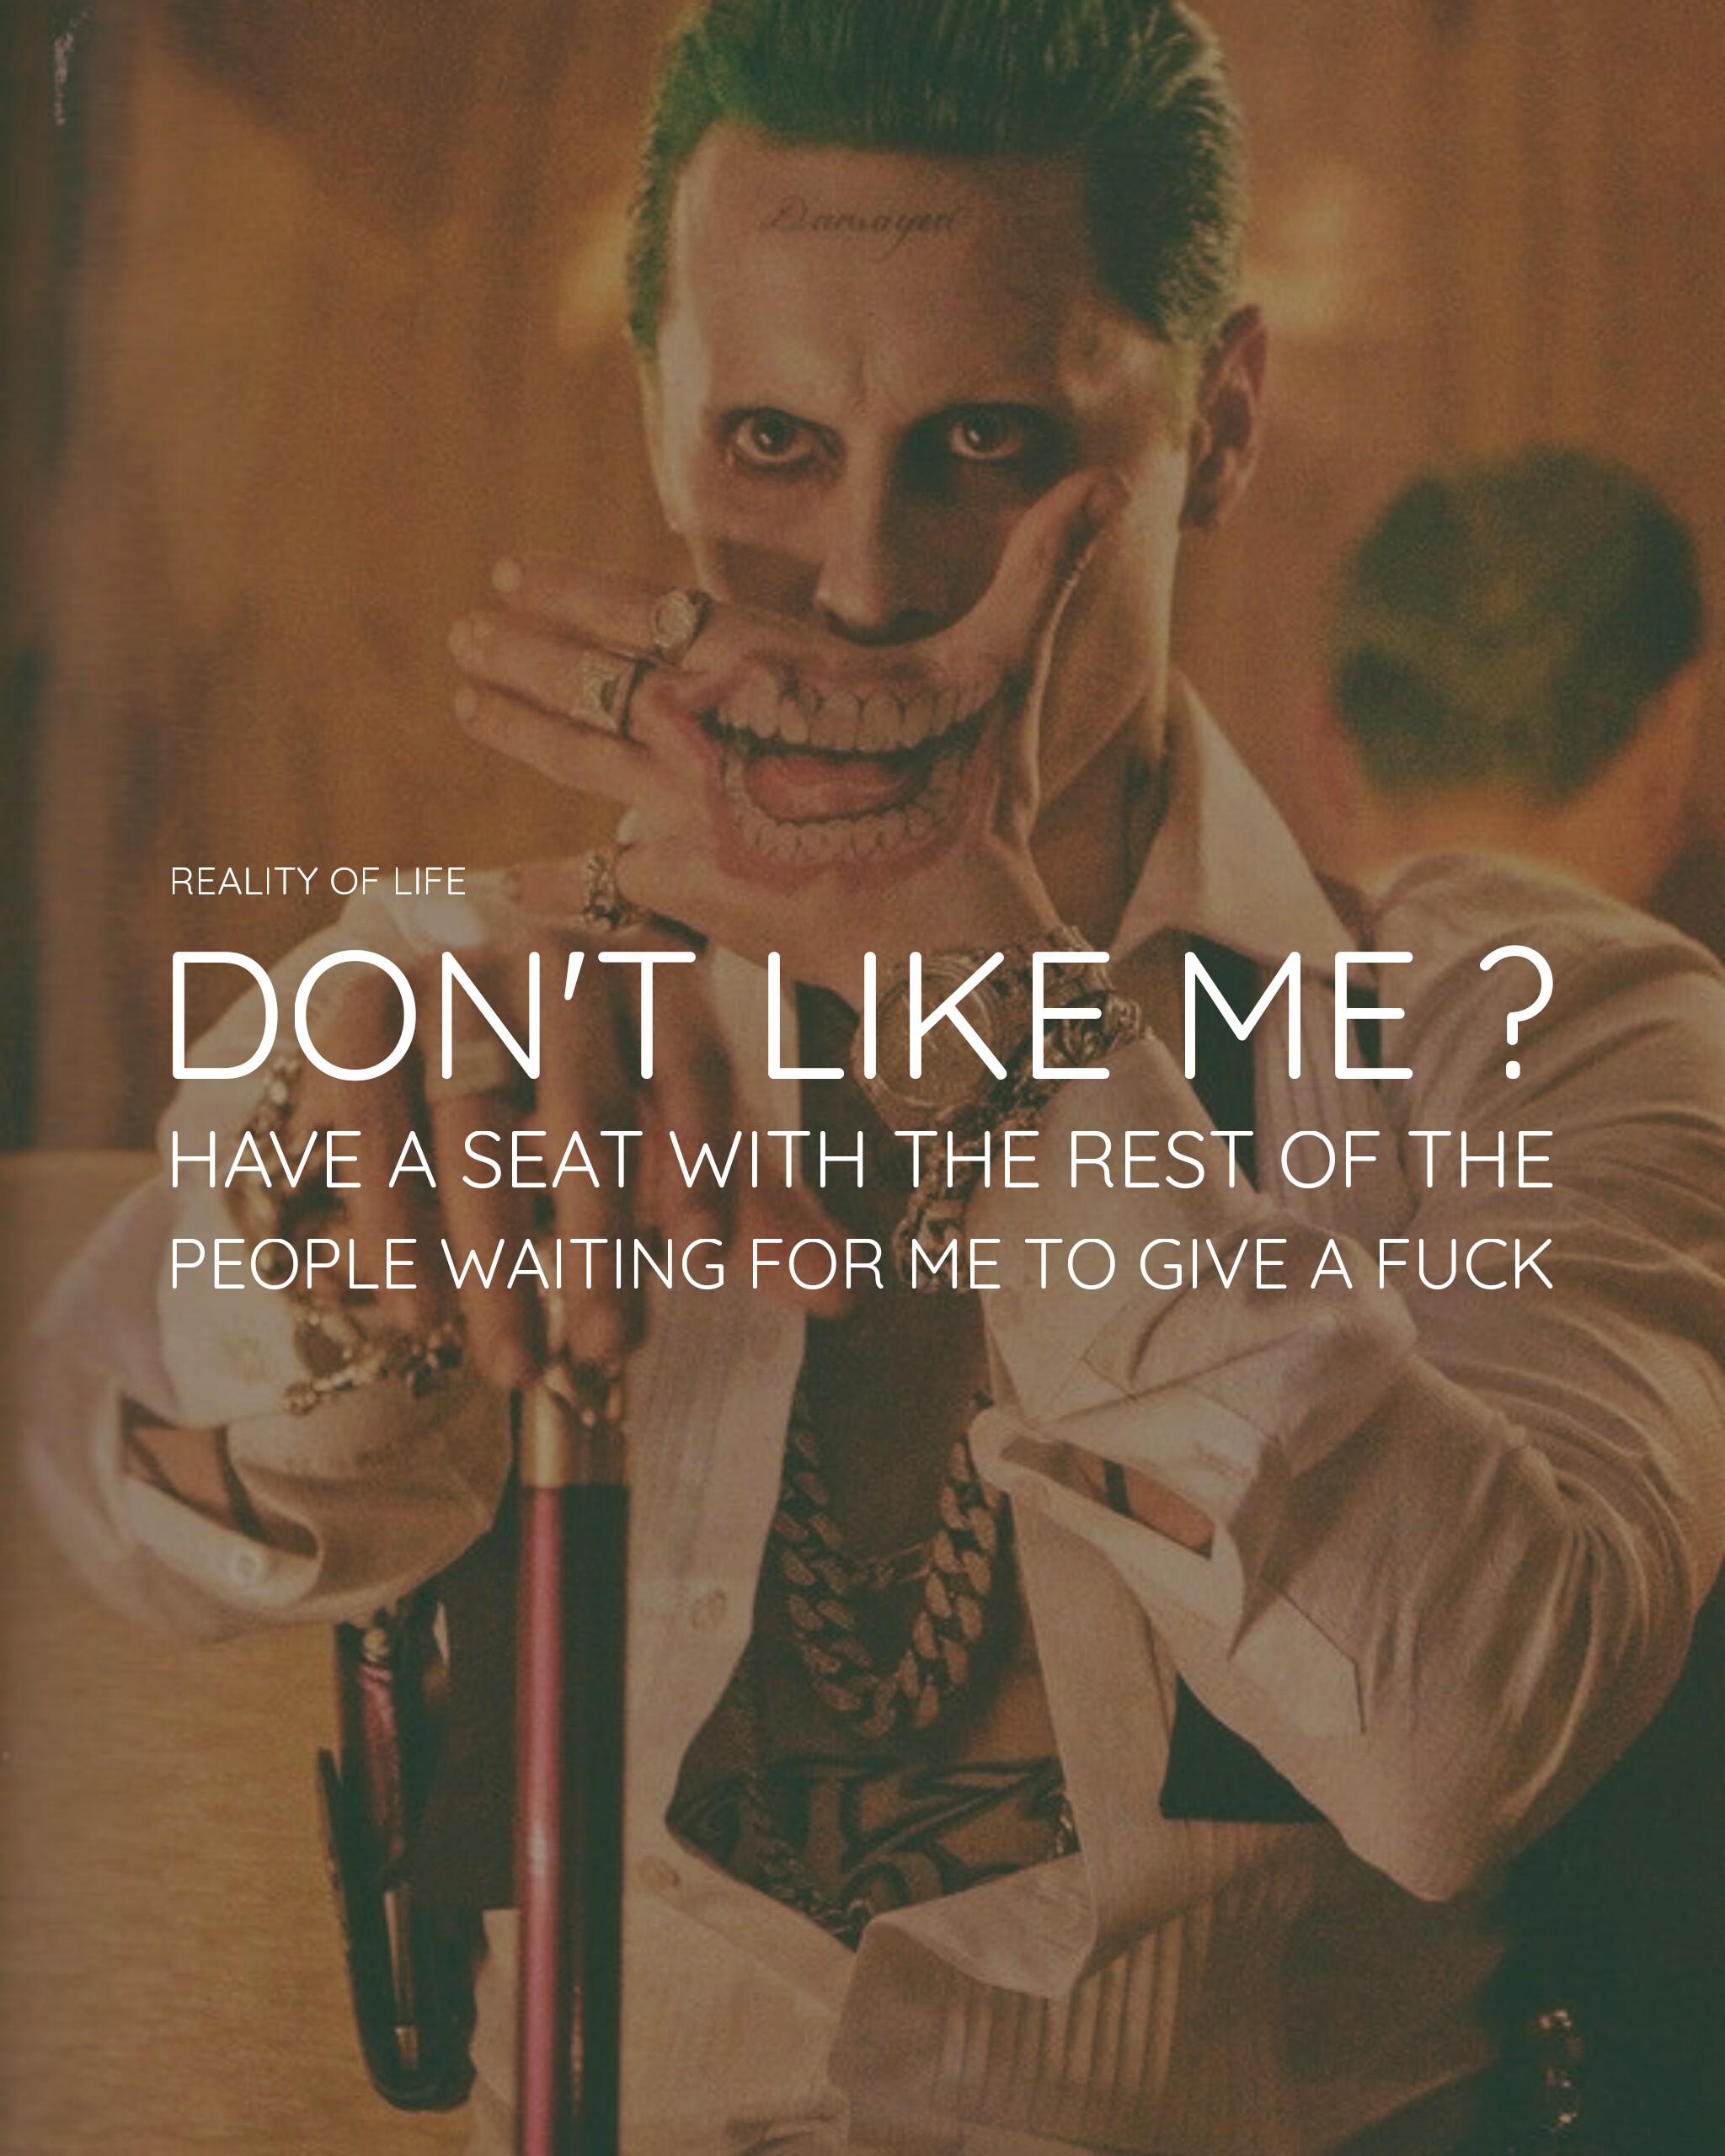 Damaged
REALITY OF LIFE
DON'T LIKE ME ?
HAVE A SEAT WITH THE REST OF THE
PEOPLE WAITING FOR ME TO GIVE A FUCK